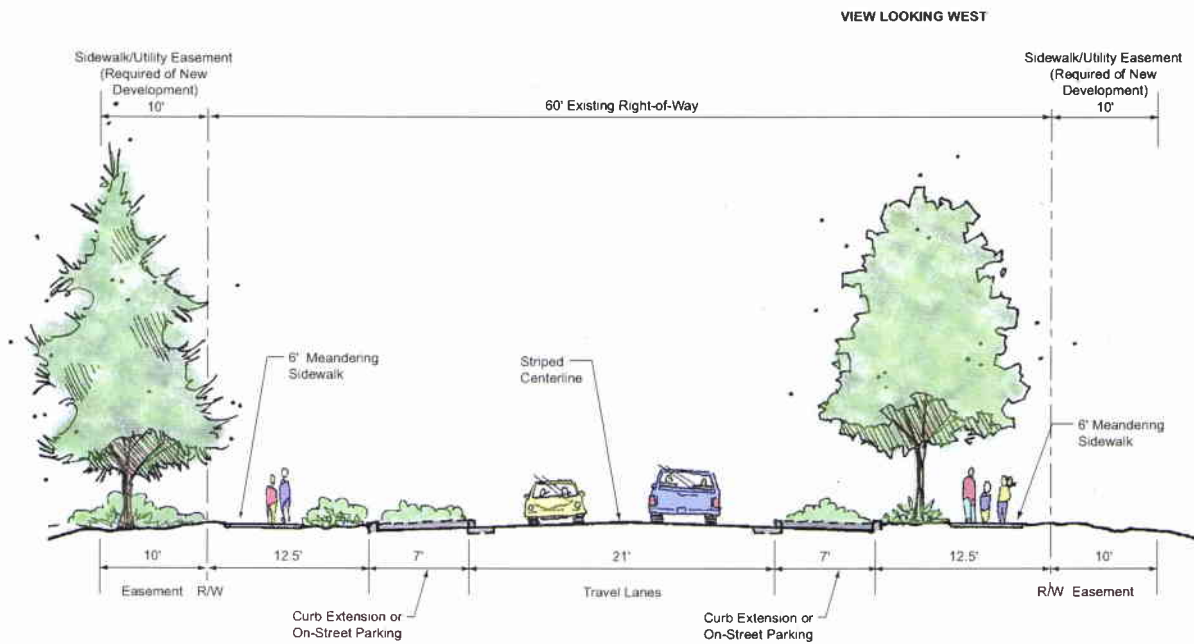 VIEW LOOKING WEST
Sidewalk/Utility Easement
(Required of New
Development)
10'
60' Existing Right-of-Way
Sidewalk/Utility Easement
(Required of New
Development)
10'
6' Meandering
Sidewalk
Striped
Centerline
6' Meandering
Sidewalk
10'
12.5'
7'
21'
7'
12.5'
10'
Easement R/W
Travel Lanes
R/W Easement
Curb Extension or
On-Street Parking
Curb Extension or
On-Street Parking